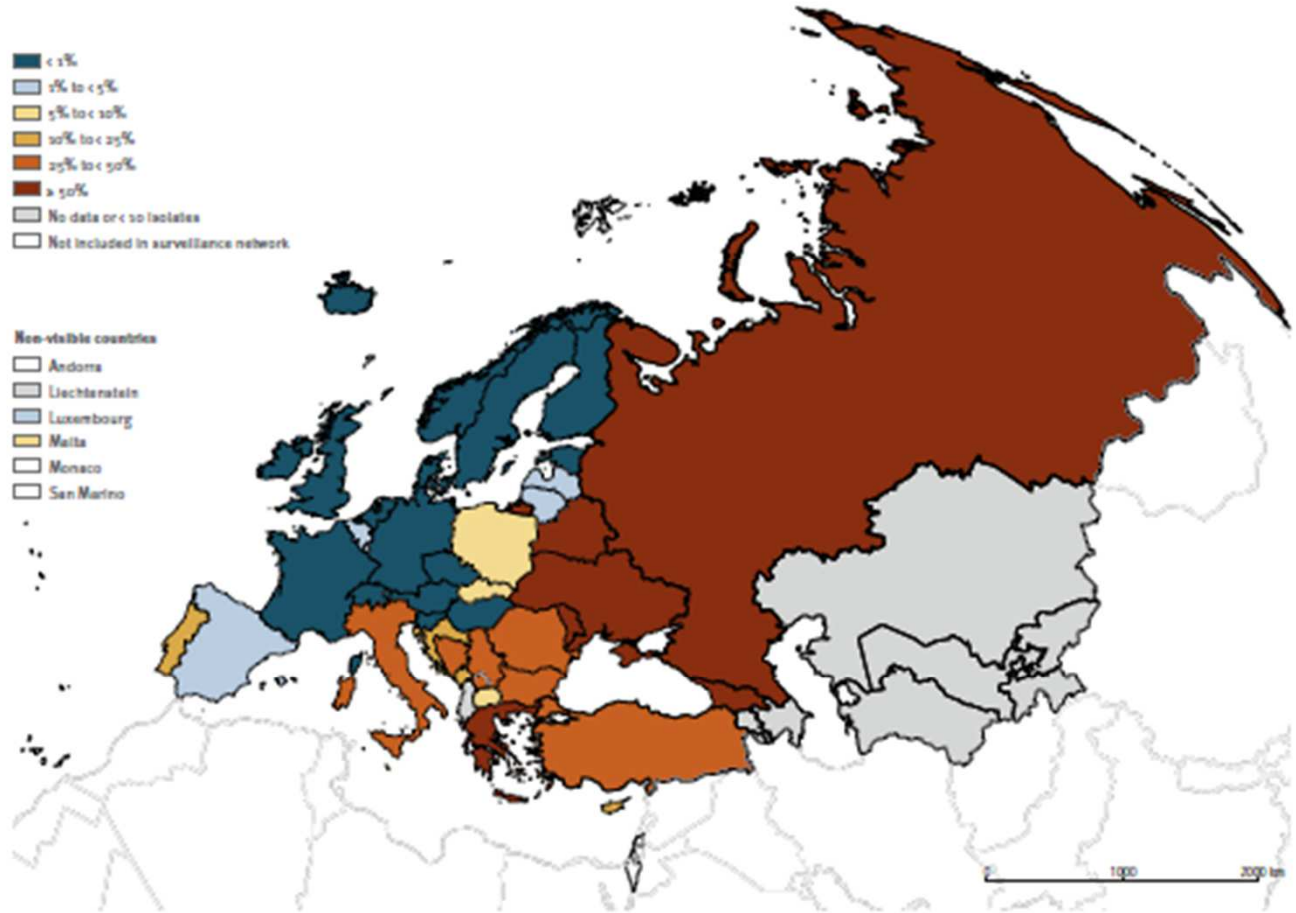 < 1%
1% to < 5%
5% to < 10%
10% to < 25%
25% to < 50%
≥ 50%
No data or < 10 isolates
Not included in surveillance network
Non-visible countries
Andorra
Liechtenstein
Luxembourg
Malta
Monaco
San Marino
0 1000 2000 km